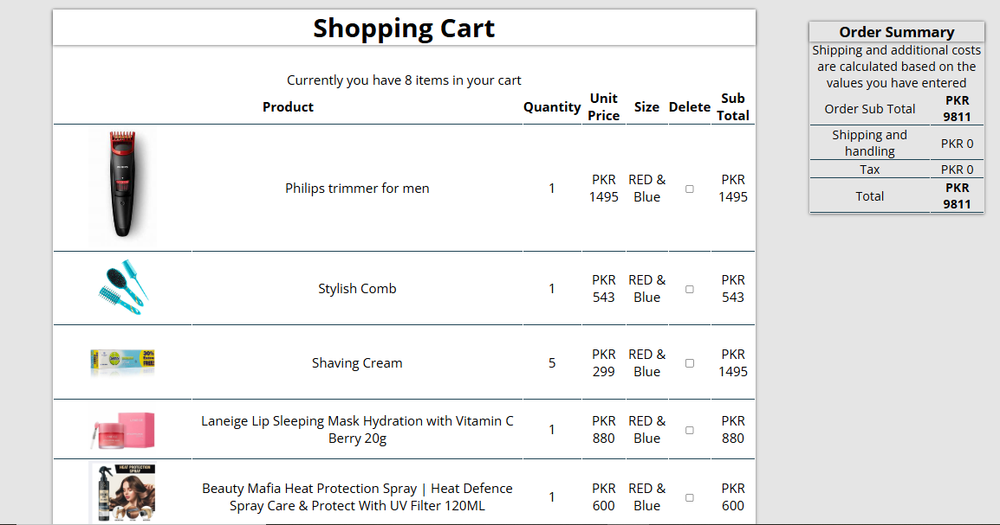 Shopping Cart
Currently you have 8 items in your cart
Product Quantity Unit Price Size Delete Sub Total
Philips trimmer for men 1 PKR 1495 RED & Blue PKR 1495
Stylish Comb 1 PKR 543 RED & Blue PKR 543
Shaving Cream 5 PKR 299 RED & Blue PKR 1495
30%
FREE
Laneige Lip Sleeping Mask Hydration with Vitamin C
Berry 20g 1 PKR 880 RED & Blue PKR 880
HEAT PROTECTION
SPRAY
Beauty Mafia Heat Protection Spray | Heat Defence
Spray Care & Protect With UV Filter 120ML 1 PKR 600 RED & Blue PKR 600
Order Summary
Shipping and additional costs
are calculated based on the
values you have entered
Order Sub Total PKR 9811
Shipping and handling PKR 0
Tax PKR 0
Total PKR 9811